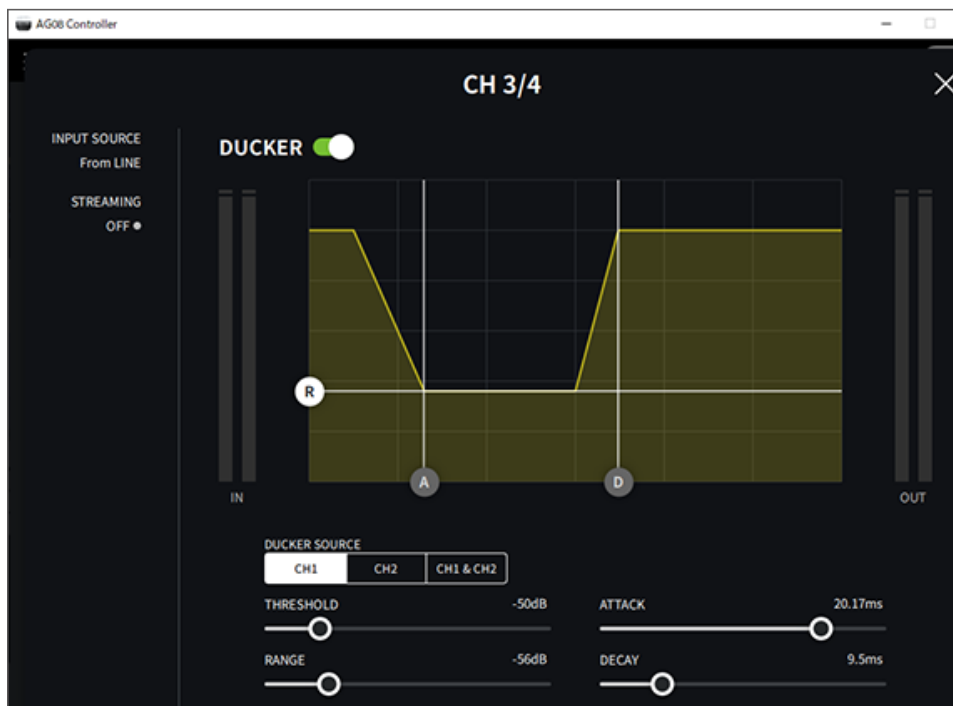 AG08 Controller
CH 3/4
INPUT SOURCE
From LINE
STREAMING
OFF
DUCKER
R
A
D
IN
OUT
DUCKER SOURCE
CH1
CH2
CH1 & CH2
THRESHOLD
-50dB
ATTACK
20.17ms
RANGE
-56dB
DECAY
9.5ms